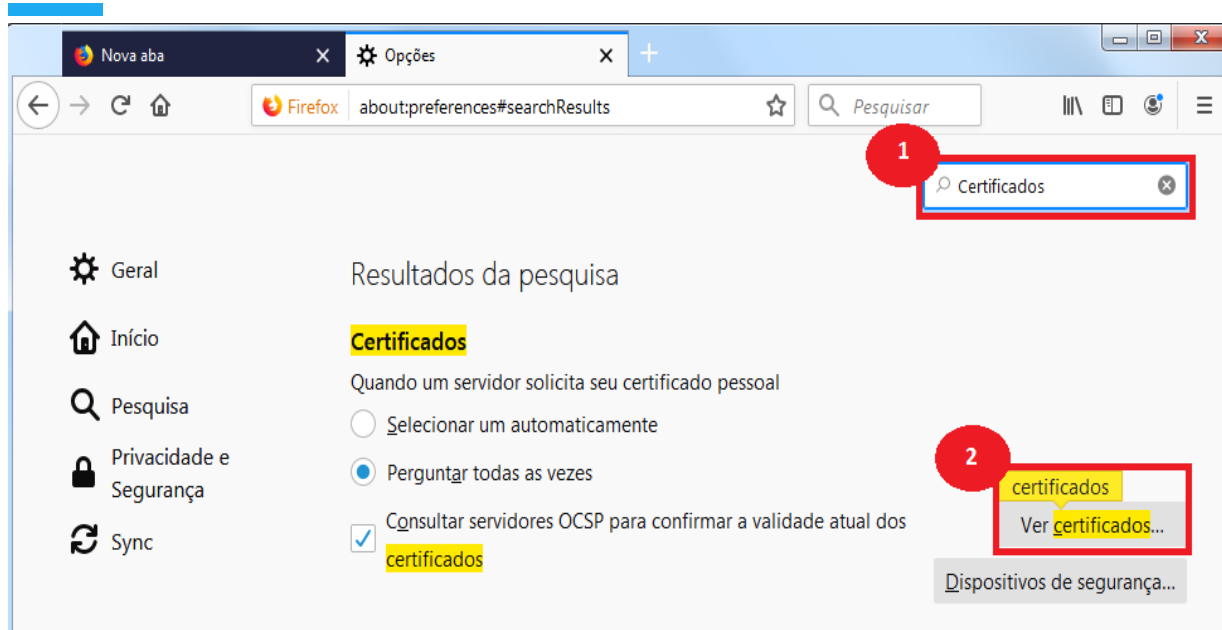 Nova aba
Opções
Firefox about:preferences#searchResults
Pesquisar
1
Certificados
Geral
Resultados da pesquisa
Início
Certificados
Quando um servidor solicita seu certificado pessoal
Pesquisa
Selecionar um automaticamente
Privacidade e
Segurança
Perguntar todas as vezes
2
certificados
Ver certificados...
Consultar servidores OCSP para confirmar a validade atual dos
certificados
Sync
Dispositivos de segurança...